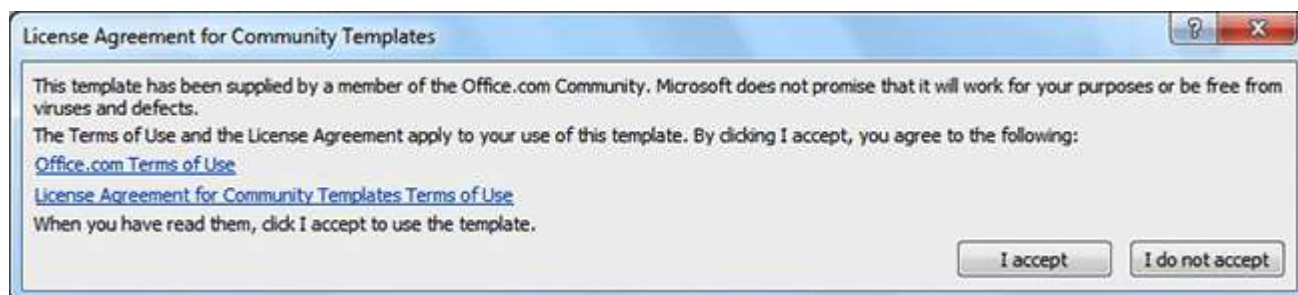 License Agreement for Community Templates
This template has been supplied by a member of the Office.com Community. Microsoft does not promise that it will work for your purposes or be free from
viruses and defects.
The Terms of Use and the License Agreement apply to your use of this template. By clicking I accept, you agree to the following:
Office.com Terms of Use
License Agreement for Community Templates Terms of Use
When you have read them, click I accept to use the template.
I accept I do not accept